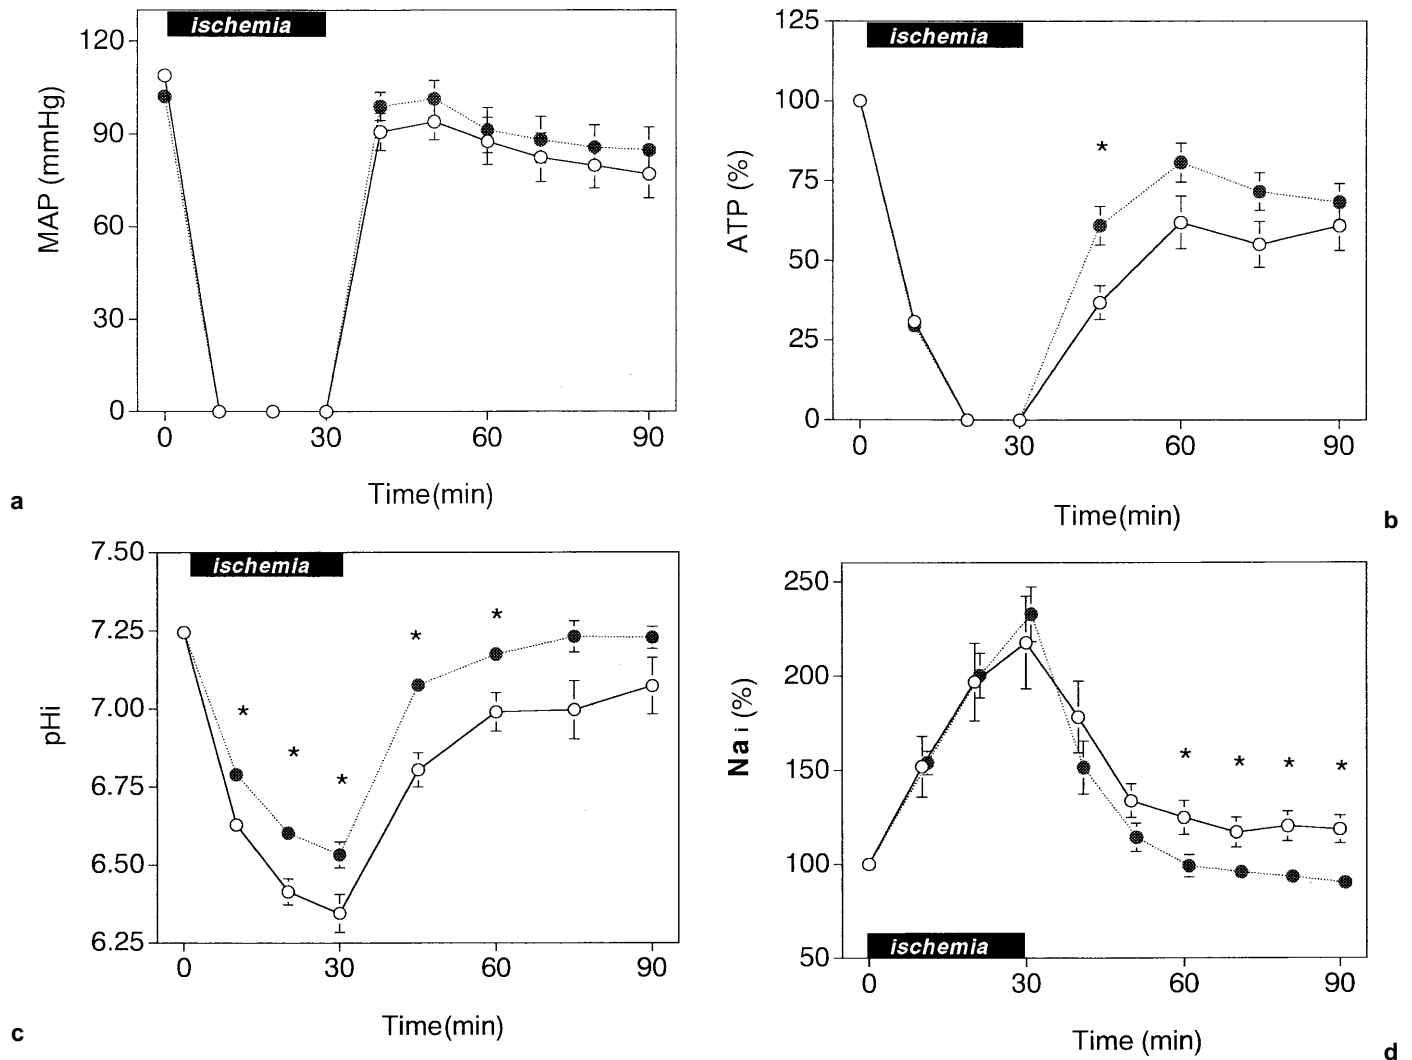 ischemia
120
90
60
30
0
MAP (mmHg)
0 30 60 90
Time(min)
a
ischemia
125
100
75
50
25
0
ATP (%)
*
0 30 60 90
Time(min)
b
ischemia
7.50
7.25
7.00
6.75
6.50
6.25
pHi
* * * * *
0 30 60 90
Time(min)
c
250
200
150
100
50
Na i (%)
* * * *
ischemia
0 30 60 90
Time (min)
d